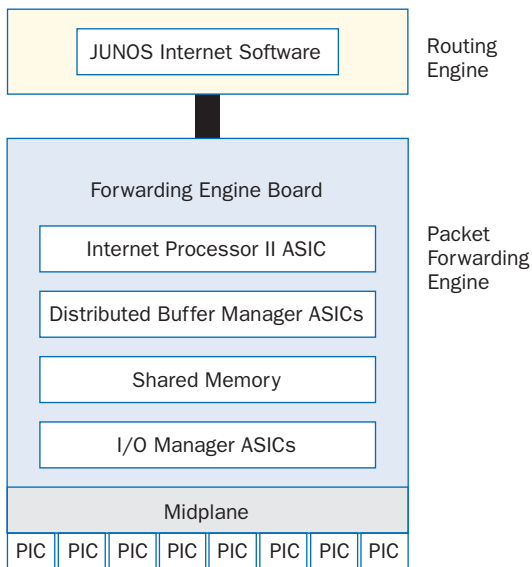 JUNOS Internet Software
Routing
Engine
Forwarding Engine Board
Internet Processor II ASIC
Distributed Buffer Manager ASICs
Shared Memory
I/O Manager ASICs
Packet
Forwarding
Engine
Midplane
PIC PIC PIC PIC PIC PIC PIC PIC